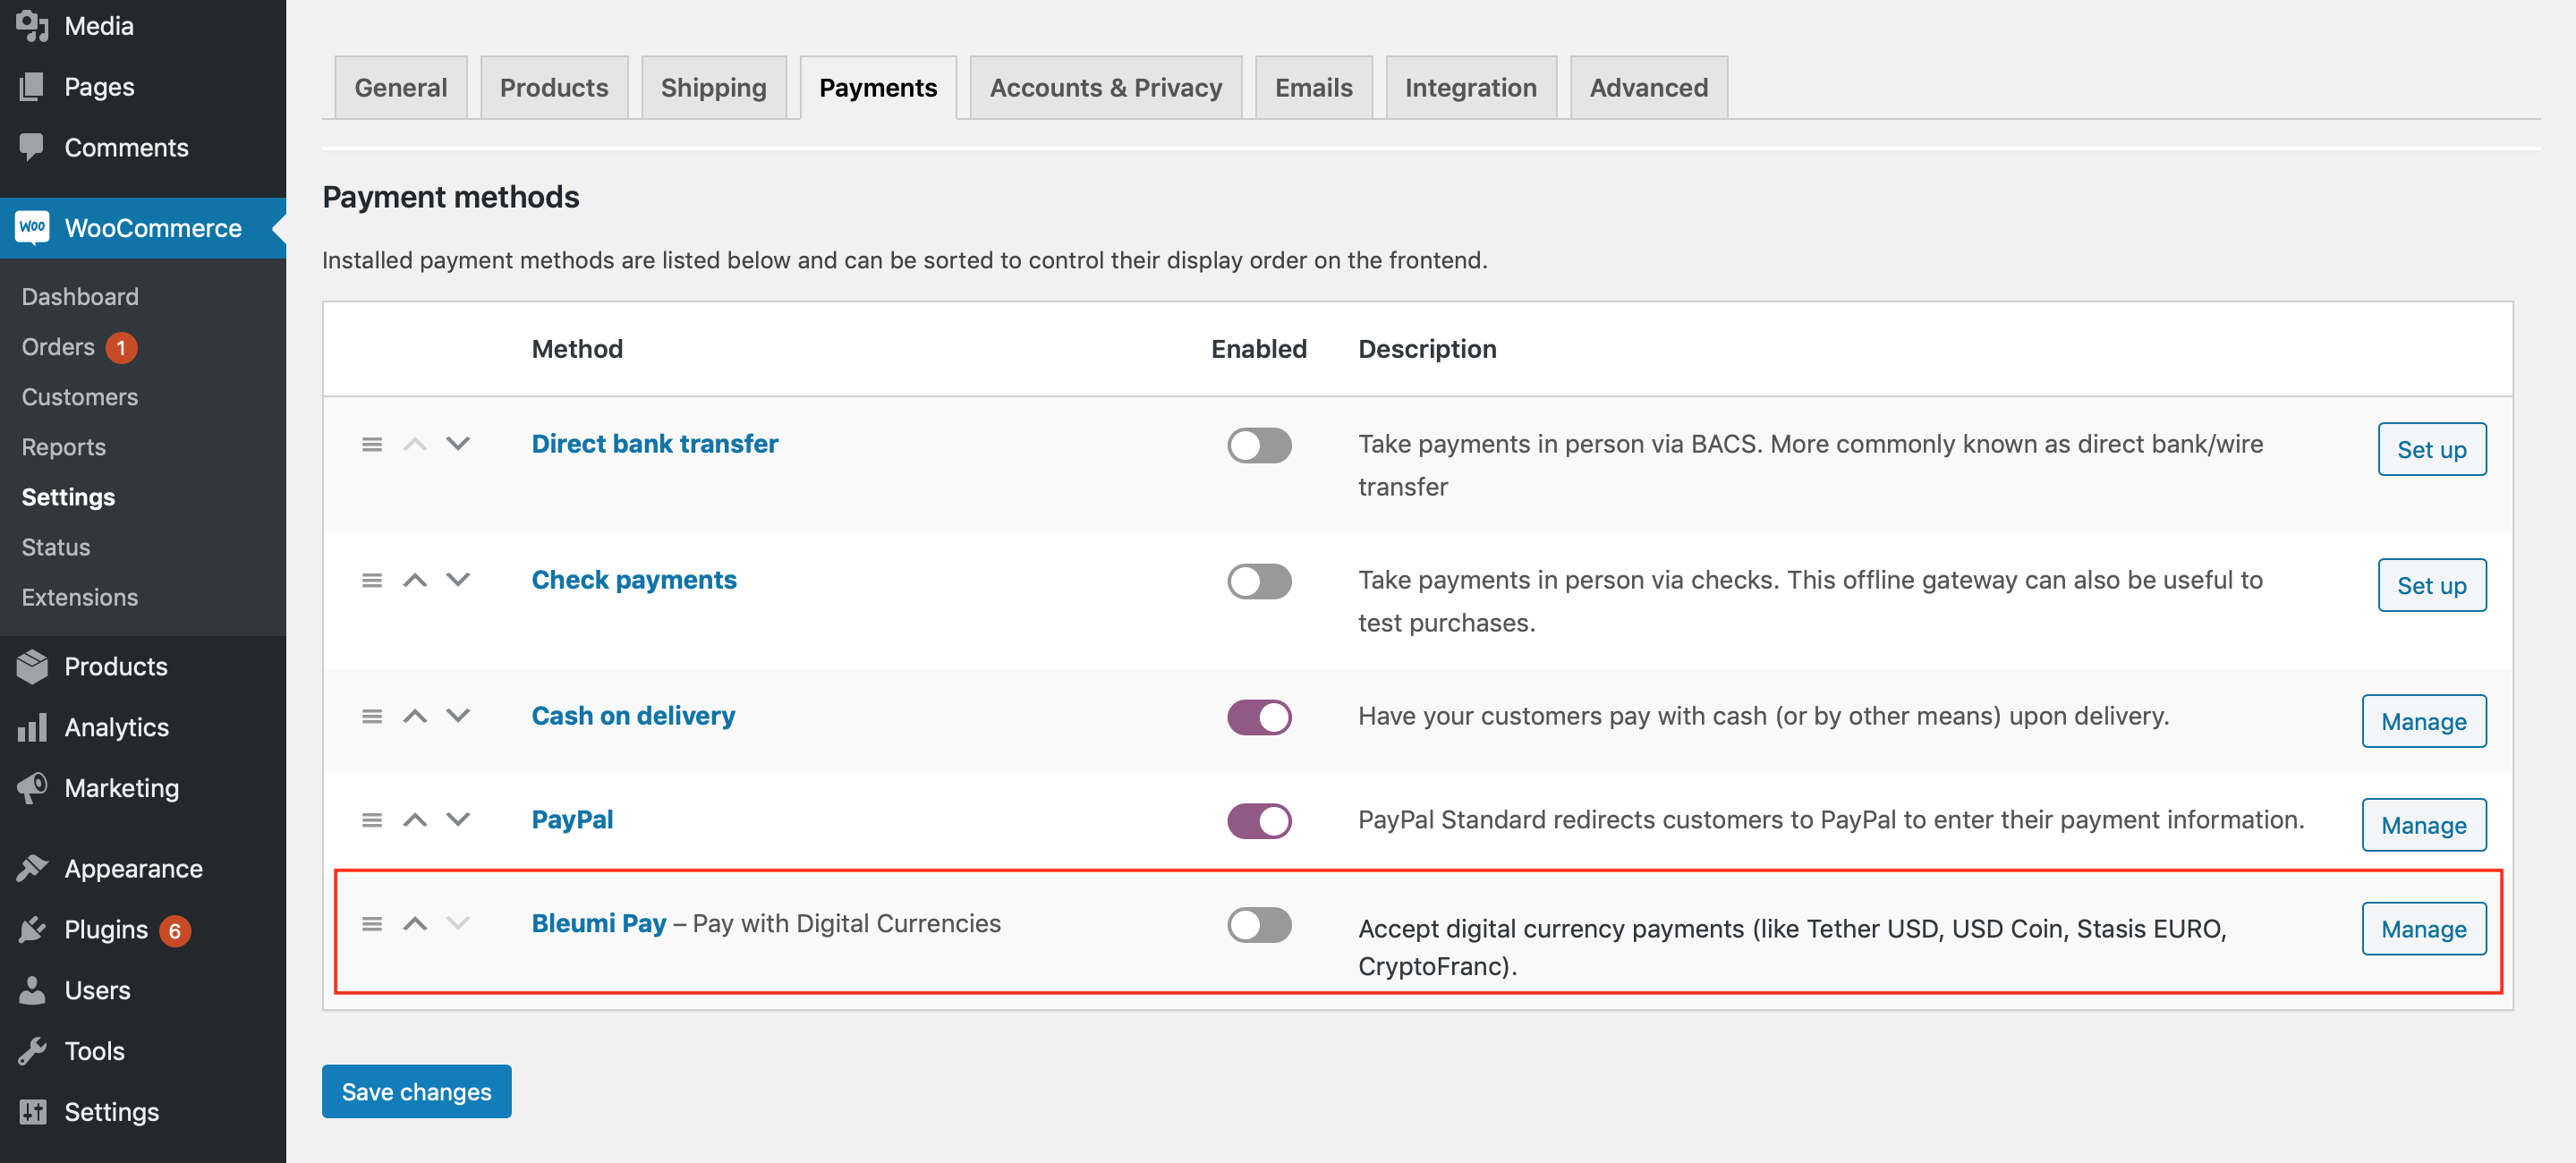 Media
Pages
Comments
Woo WooCommerce
Dashboard
Orders 1
Customers
Reports
Settings
Status
Extensions
Products
Analytics
Marketing
Appearance
Plugins 6
Users
Tools
Settings
General Products Shipping Payments Accounts & Privacy Emails Integration Advanced
Payment methods
Installed payment methods are listed below and can be sorted to control their display order on the frontend.
Method Enabled Description
Direct bank transfer Take payments in person via BACS. More commonly known as direct bank/wire Set up
transfer
Check payments Take payments in person via checks. This offline gateway can also be useful to Set up
test purchases.
Cash on delivery Have your customers pay with cash (or by other means) upon delivery. Manage
PayPal PayPal Standard redirects customers to PayPal to enter their payment information. Manage
Bleumi Pay – Pay with Digital Currencies Accept digital currency payments (like Tether USD, USD Coin, Stasis EURO, Manage
CryptoFranc).
Save changes